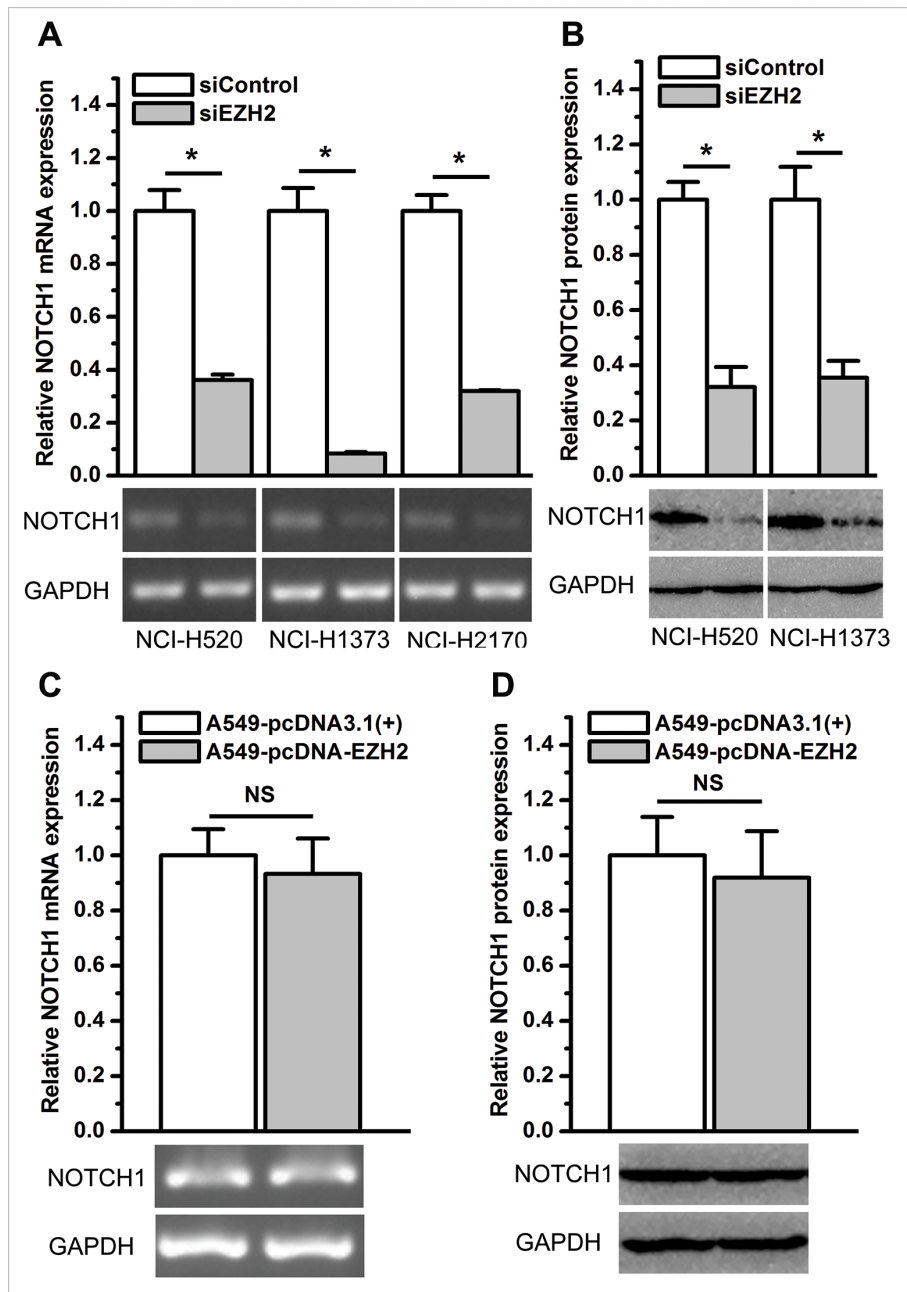 A
siControl
siEZH2
Relative NOTCH1 mRNA expression
1.4
1.2
1.0
0.8
0.6
0.4
0.2
0.0
* * *
NOTCH1
GAPDH
NCI-H520 NCI-H1373 NCI-H2170
B
siControl
siEZH2
Relative NOTCH1 protein expression
1.4
1.2
1.0
0.8
0.6
0.4
0.2
0.0
* *
NOTCH1
GAPDH
NCI-H520 NCI-H1373
C
A549-pcDNA3.1(+)
A549-pcDNA-EZH2
Relative NOTCH1 mRNA expression
1.4
1.2
1.0
0.8
0.6
0.4
0.2
0.0
NS
NOTCH1
GAPDH
D
A549-pcDNA3.1(+)
A549-pcDNA-EZH2
Relative NOTCH1 protein expression
1.4
1.2
1.0
0.8
0.6
0.4
0.2
0.0
NS
NOTCH1
GAPDH